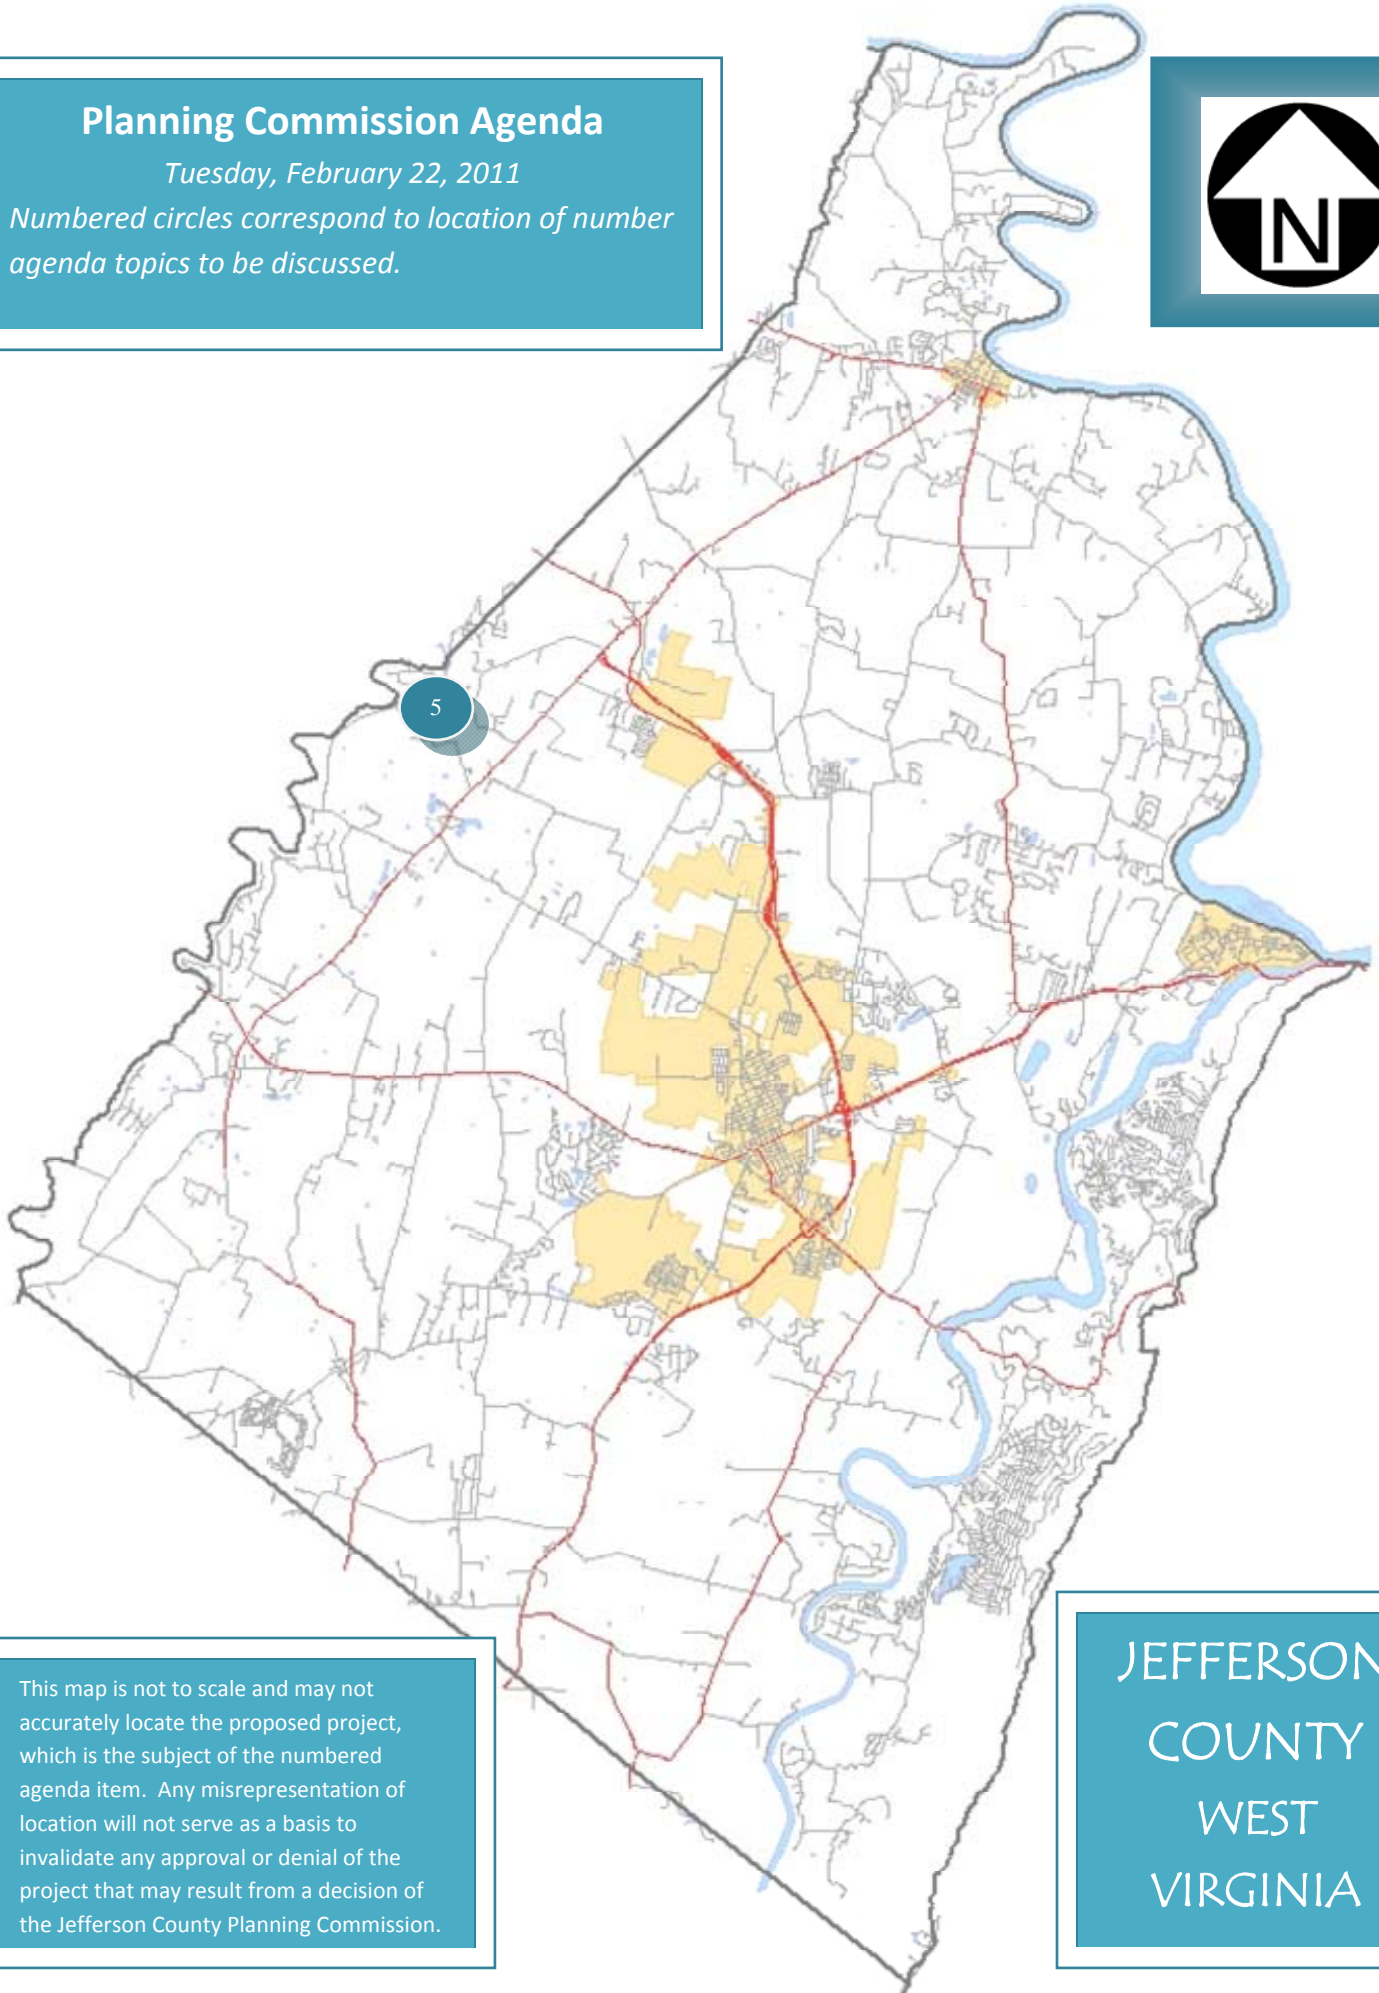 Planning Commission Agenda
Tuesday, February 22, 2011
Numbered circles correspond to location of number
agenda topics to be discussed.
N
5
This map is not to scale and may not
accurately locate the proposed project,
which is the subject of the numbered
agenda item.  Any misrepresentation of
location will not serve as a basis to
invalidate any approval or denial of the
project that may result from a decision of
the Jefferson County Planning Commission.
JEFFERSON
COUNTY
WEST
VIRGINIA